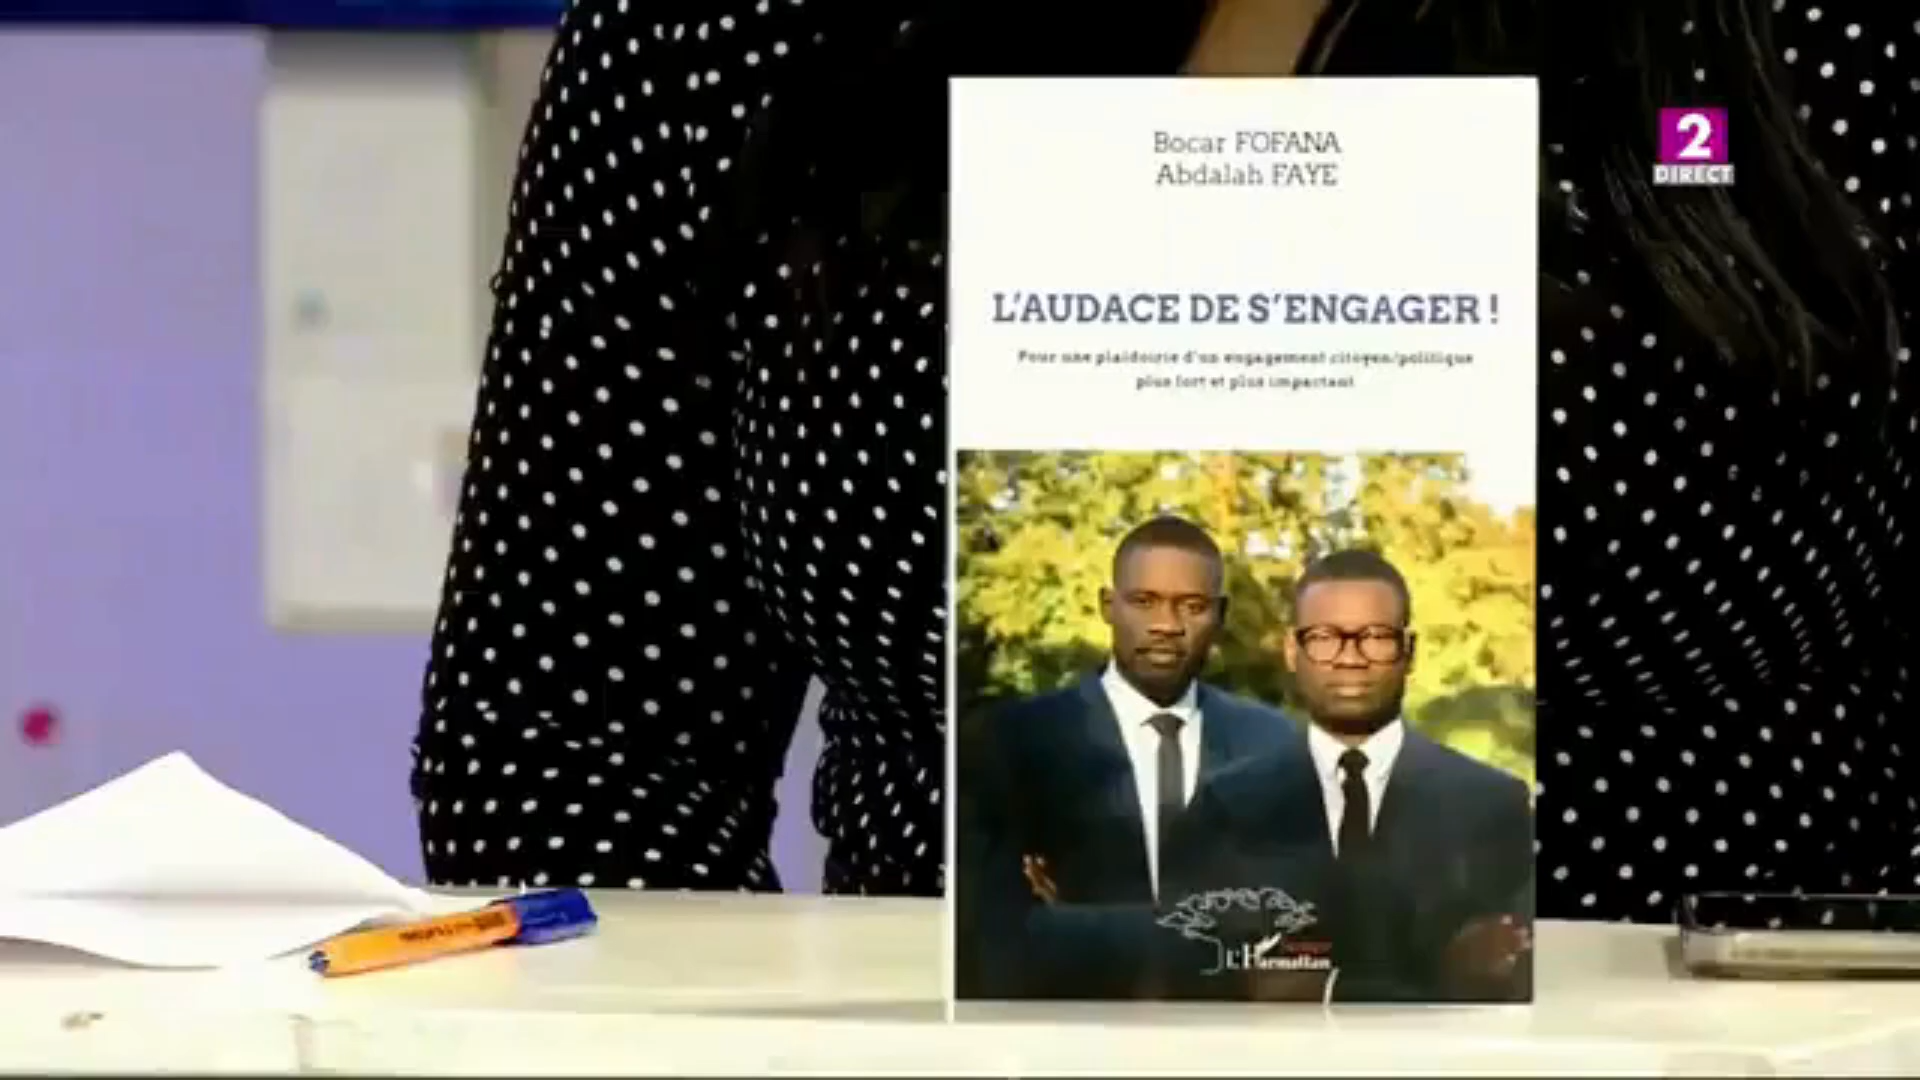 Bocar FOFANA
Abdalah FAYE
2
DIRECT
L'AUDACE DE S'ENGAGER !
Pour une plaidoirie d'un engagement citoyen/politique
plus fort et plus impactant
L'Harmattan